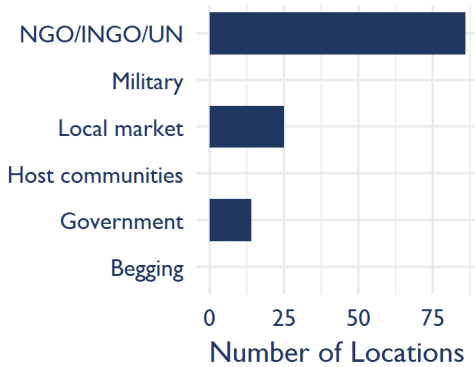 NGO/INGO/UN
Military
Local market
Host communities
Government
Begging
0 25 50 75
Number of Locations